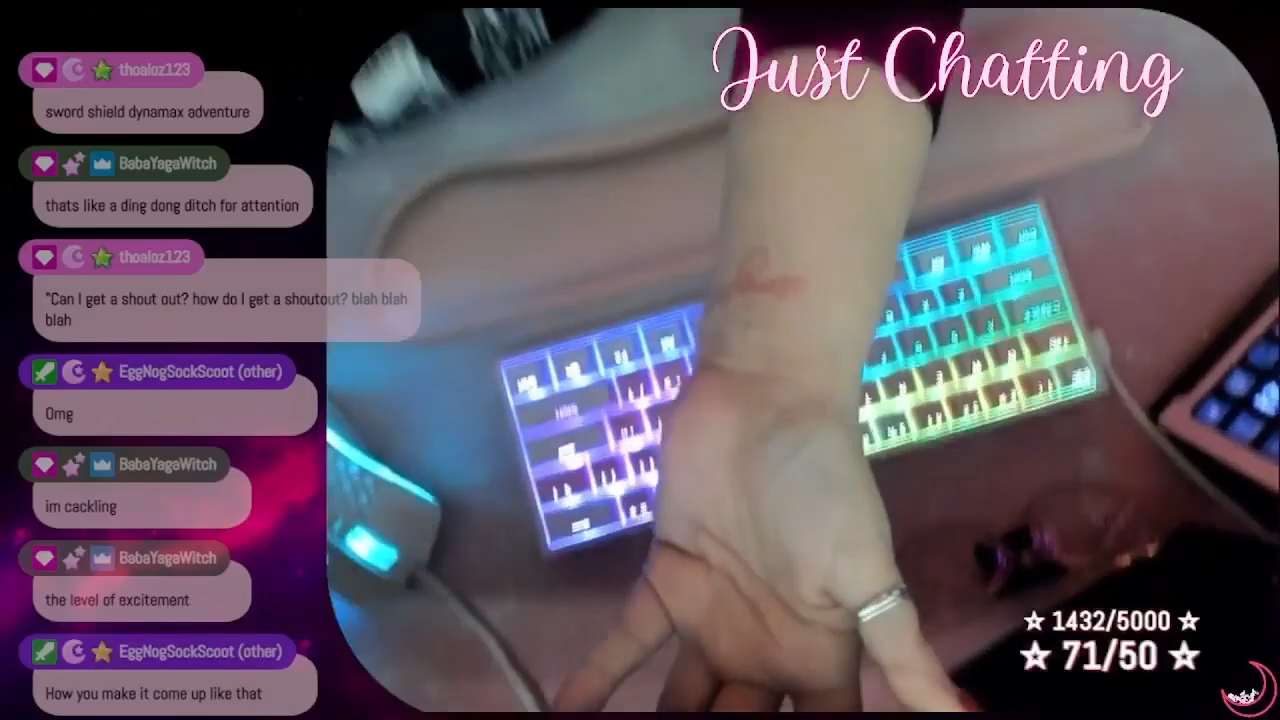 Just Chatting
thoaloz123
sword shield dynamax adventure
BabaYagaWitch
thats like a ding dong ditch for attention
thoaloz123
"Can I get a shout out? how do I get a shoutout? blah blah
blah
EggNogSockScoot (other)
Omg
BabaYagaWitch
im cackling
BabaYagaWitch
the level of excitement
EggNogSockScoot (other)
How you make it come up like that
☆ 1432/5000 ☆
☆ 71/50 ☆